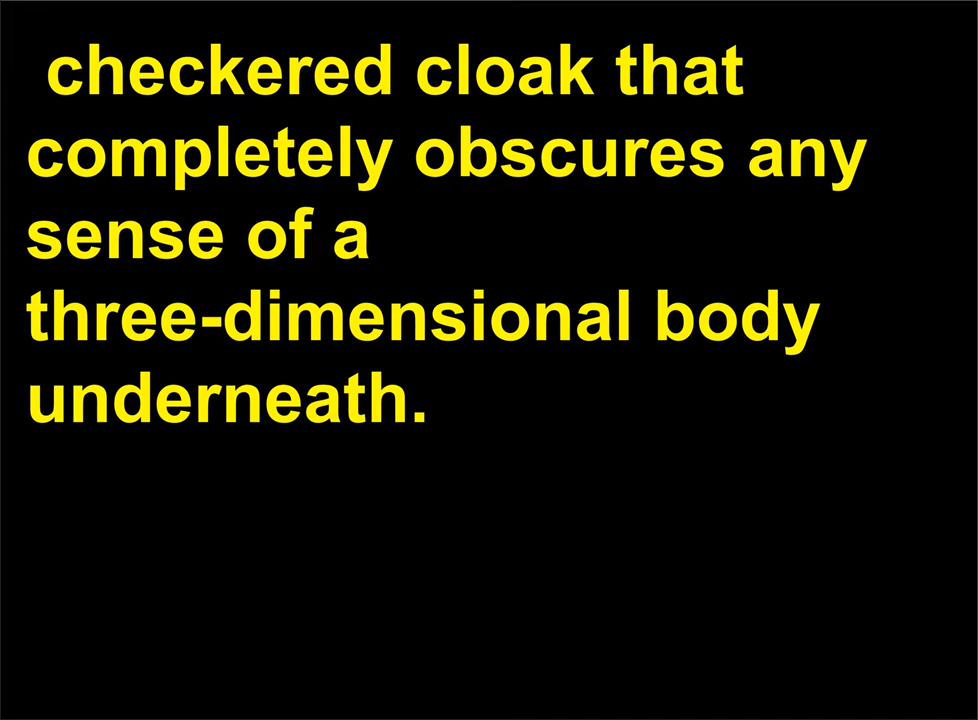 checkered cloak that
completely obscures any
sense of a
three-dimensional body
underneath.